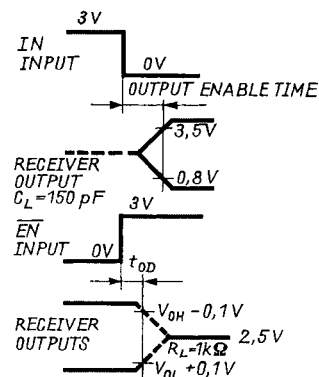 3V
IN
INPUT
0V
OUTPUT ENABLE TIME
3,5V
RECEIVER
OUTPUT
C_L=150 pF
0,8V
3V
E̅N̅
INPUT
0V
t_OD
V_OH-0,1V
RECEIVER
OUTPUTS
2,5V
R_L=1kΩ
V_OL+0,1V